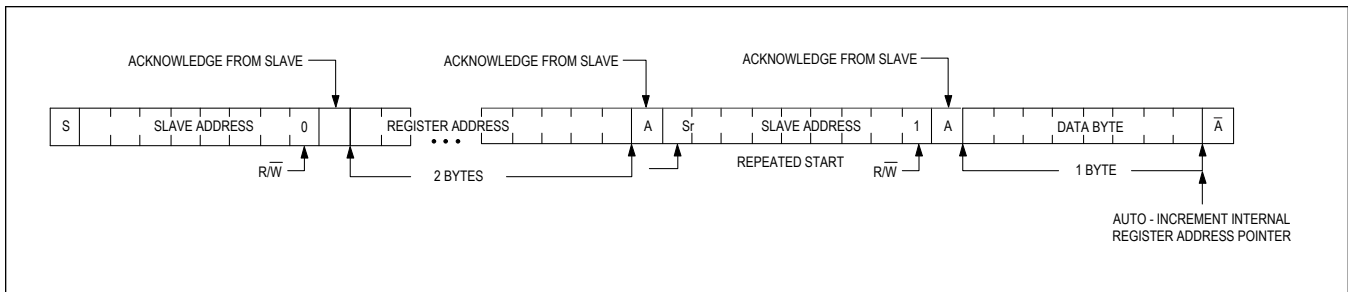 ACKNOWLEDGE FROM SLAVE ACKNOWLEDGE FROM SLAVE ACKNOWLEDGE FROM SLAVE
S SLAVE ADDRESS 0 REGISTER ADDRESS A Sr SLAVE ADDRESS 1 A DATA BYTE A̅
• • •
R/W̅ 2 BYTES REPEATED START R/W̅ 1 BYTE
AUTO - INCREMENT INTERNAL
REGISTER ADDRESS POINTER